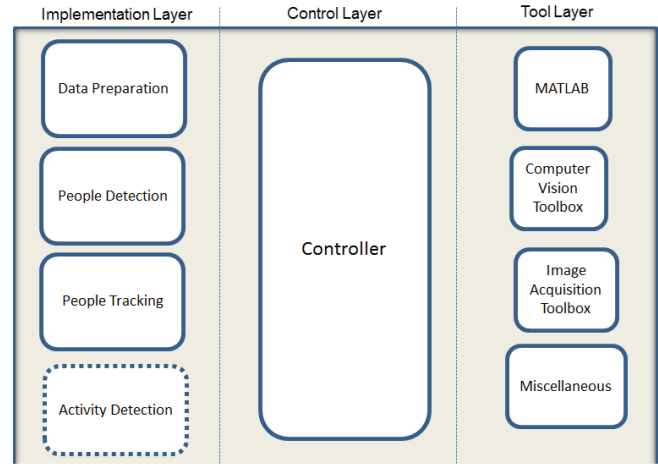 Implementation Layer
Control Layer
Tool Layer
Data Preparation
People Detection
People Tracking
Activity Detection
Controller
MATLAB
Computer
Vision
Toolbox
Image
Acquisition
Toolbox
Miscellaneous